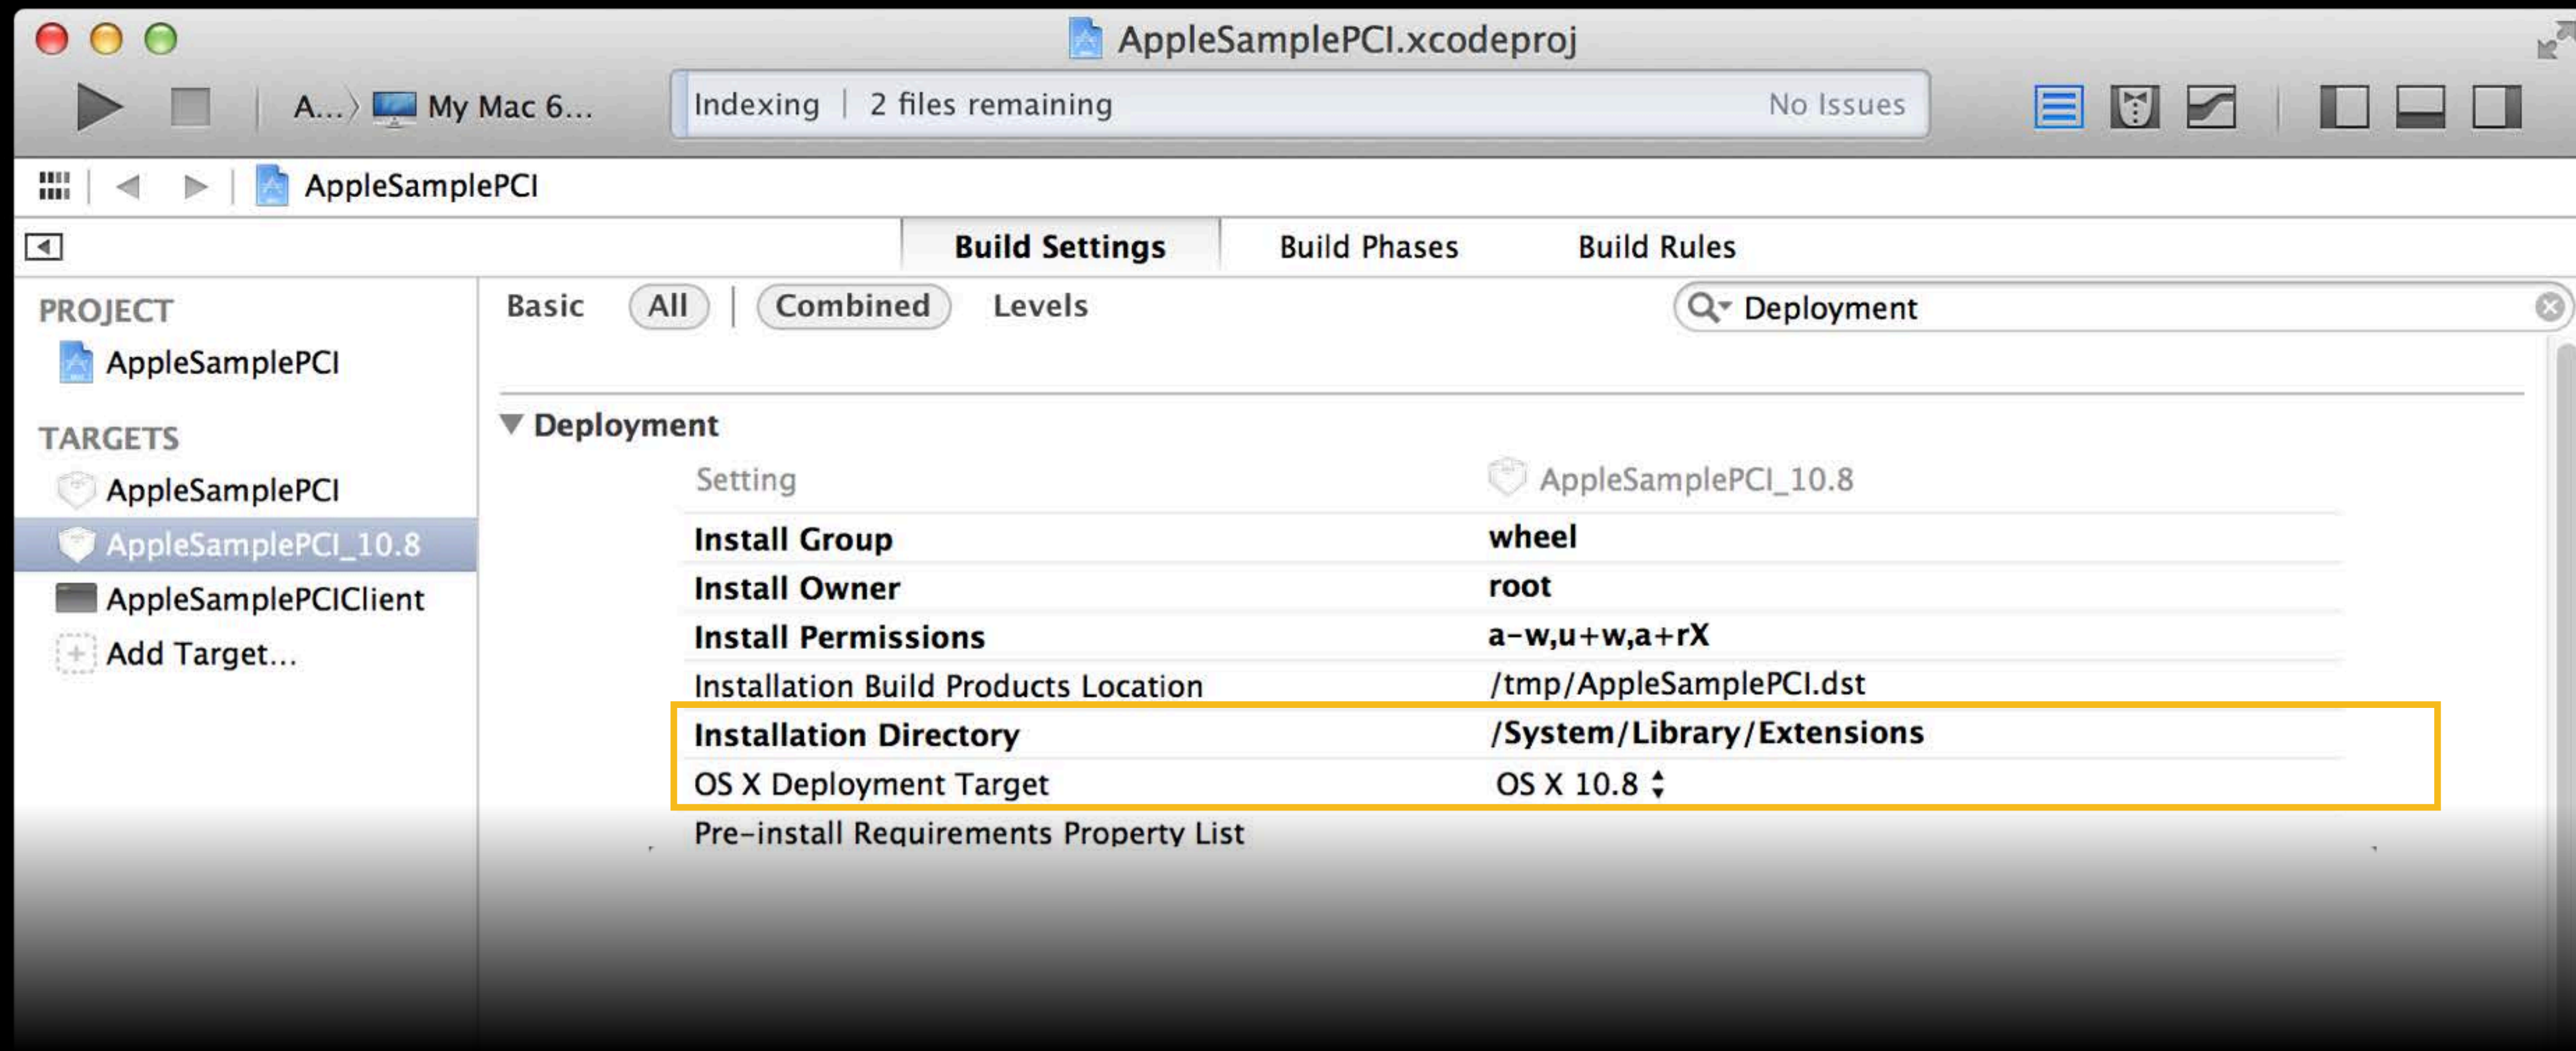 AppleSamplePCI.xcodeproj
A... My Mac 6... Indexing | 2 files remaining No Issues
AppleSamplePCI
Build Settings Build Phases Build Rules
PROJECT
AppleSamplePCI
TARGETS
AppleSamplePCI
AppleSamplePCI_10.8
AppleSamplePCIClient
Add Target...
Basic All Combined Levels Deployment
Deployment
Setting AppleSamplePCI_10.8
Install Group wheel
Install Owner root
Install Permissions a-w,u+w,a+rX
Installation Build Products Location /tmp/AppleSamplePCI.dst
Installation Directory /System/Library/Extensions
OS X Deployment Target OS X 10.8
Pre-install Requirements Property List